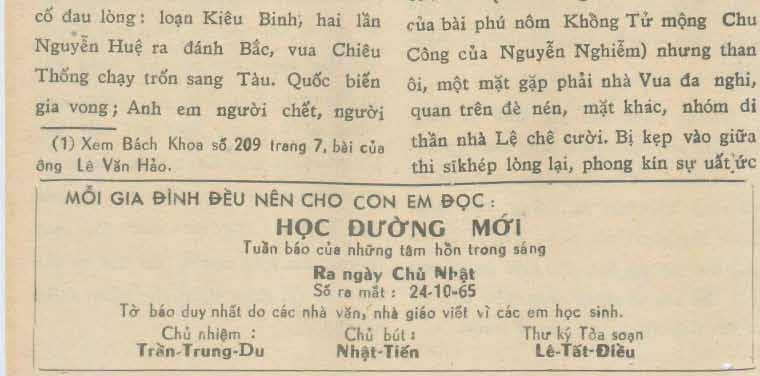 cố đau lòng: loạn Kiêu Binh, hai lần
Nguyễn Huệ ra đánh Bắc, vua Chiêu
Thống chạy trốn sang Tàu. Quốc biến
gia vong; Anh em người chết, người
(1) Xem Bách Khoa số 209 trang 7, bài của
ông Lê Văn Hảo.
của bài phú nôm Khồng Tử mộng Chu
Công của Nguyễn Nghiễm) nhưng than
ôi, một mặt gặp phải nhà Vua đa nghi,
quan trên đè nén, mặt khác, nhóm di
thần nhà Lệ chê cười. Bị kẹp vào giữa
thi sĩkhép lòng lại, phong kín sự uất ức
MỖI GIA ĐÌNH ĐỀU NÊN CHO CON EM ĐỌC:
HỌC ĐƯỜNG MỚI
Tuần báo của những tâm hồn trong sáng
Ra ngày Chủ Nhật
Số ra mắt: 24-10-65
Tờ báo duy nhất do các nhà văn, nhà giáo viết vì các em học sinh.
Chủ nhiệm: Chủ bút: Thư ký Tòa soạn
Trần-Trung-Du Nhật-Tiến Lê-Tất-Điều